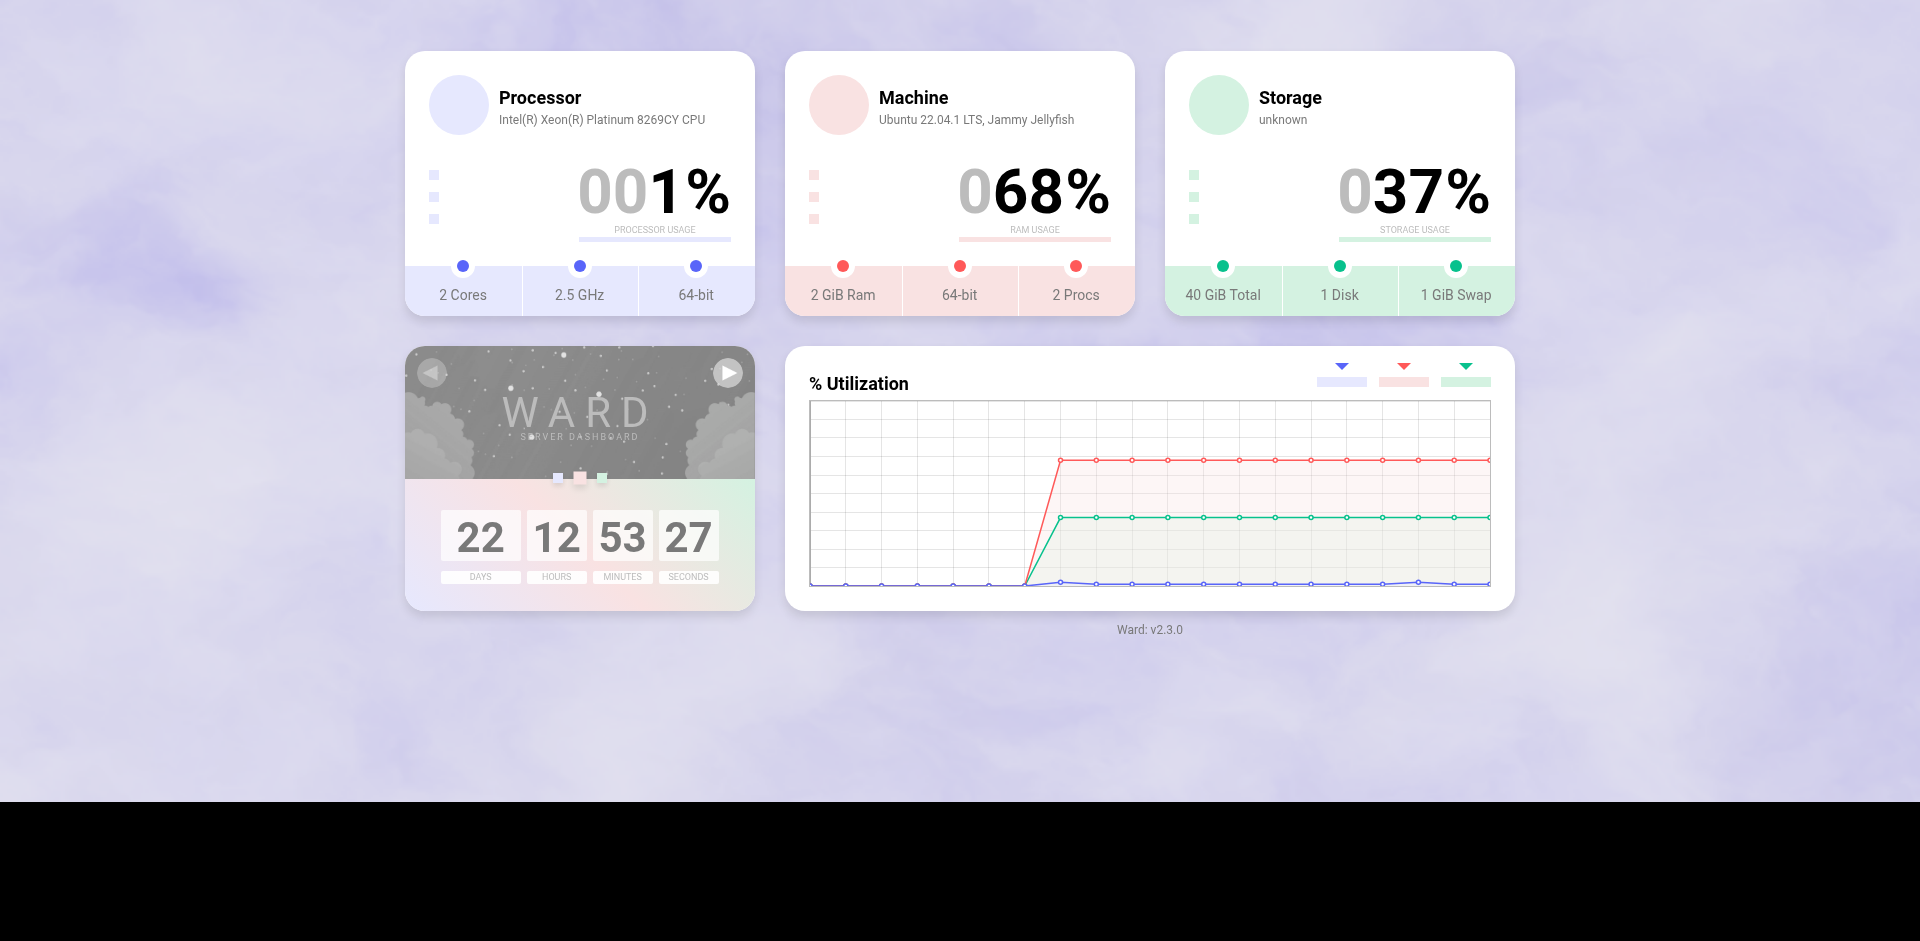 Processor
Intel(R) Xeon(R) Platinum 8269CY CPU
001%
PROCESSOR USAGE
2 Cores
2.5 GHz
64-bit
Machine
Ubuntu 22.04.1 LTS, Jammy Jellyfish
068%
RAM USAGE
2 GiB Ram
64-bit
2 Procs
Storage
unknown
037%
STORAGE USAGE
40 GiB Total
1 Disk
1 GiB Swap
WARD
SERVER DASHBOARD
22 12 53 27
DAYS HOURS MINUTES SECONDS
% Utilization
Ward: v2.3.0